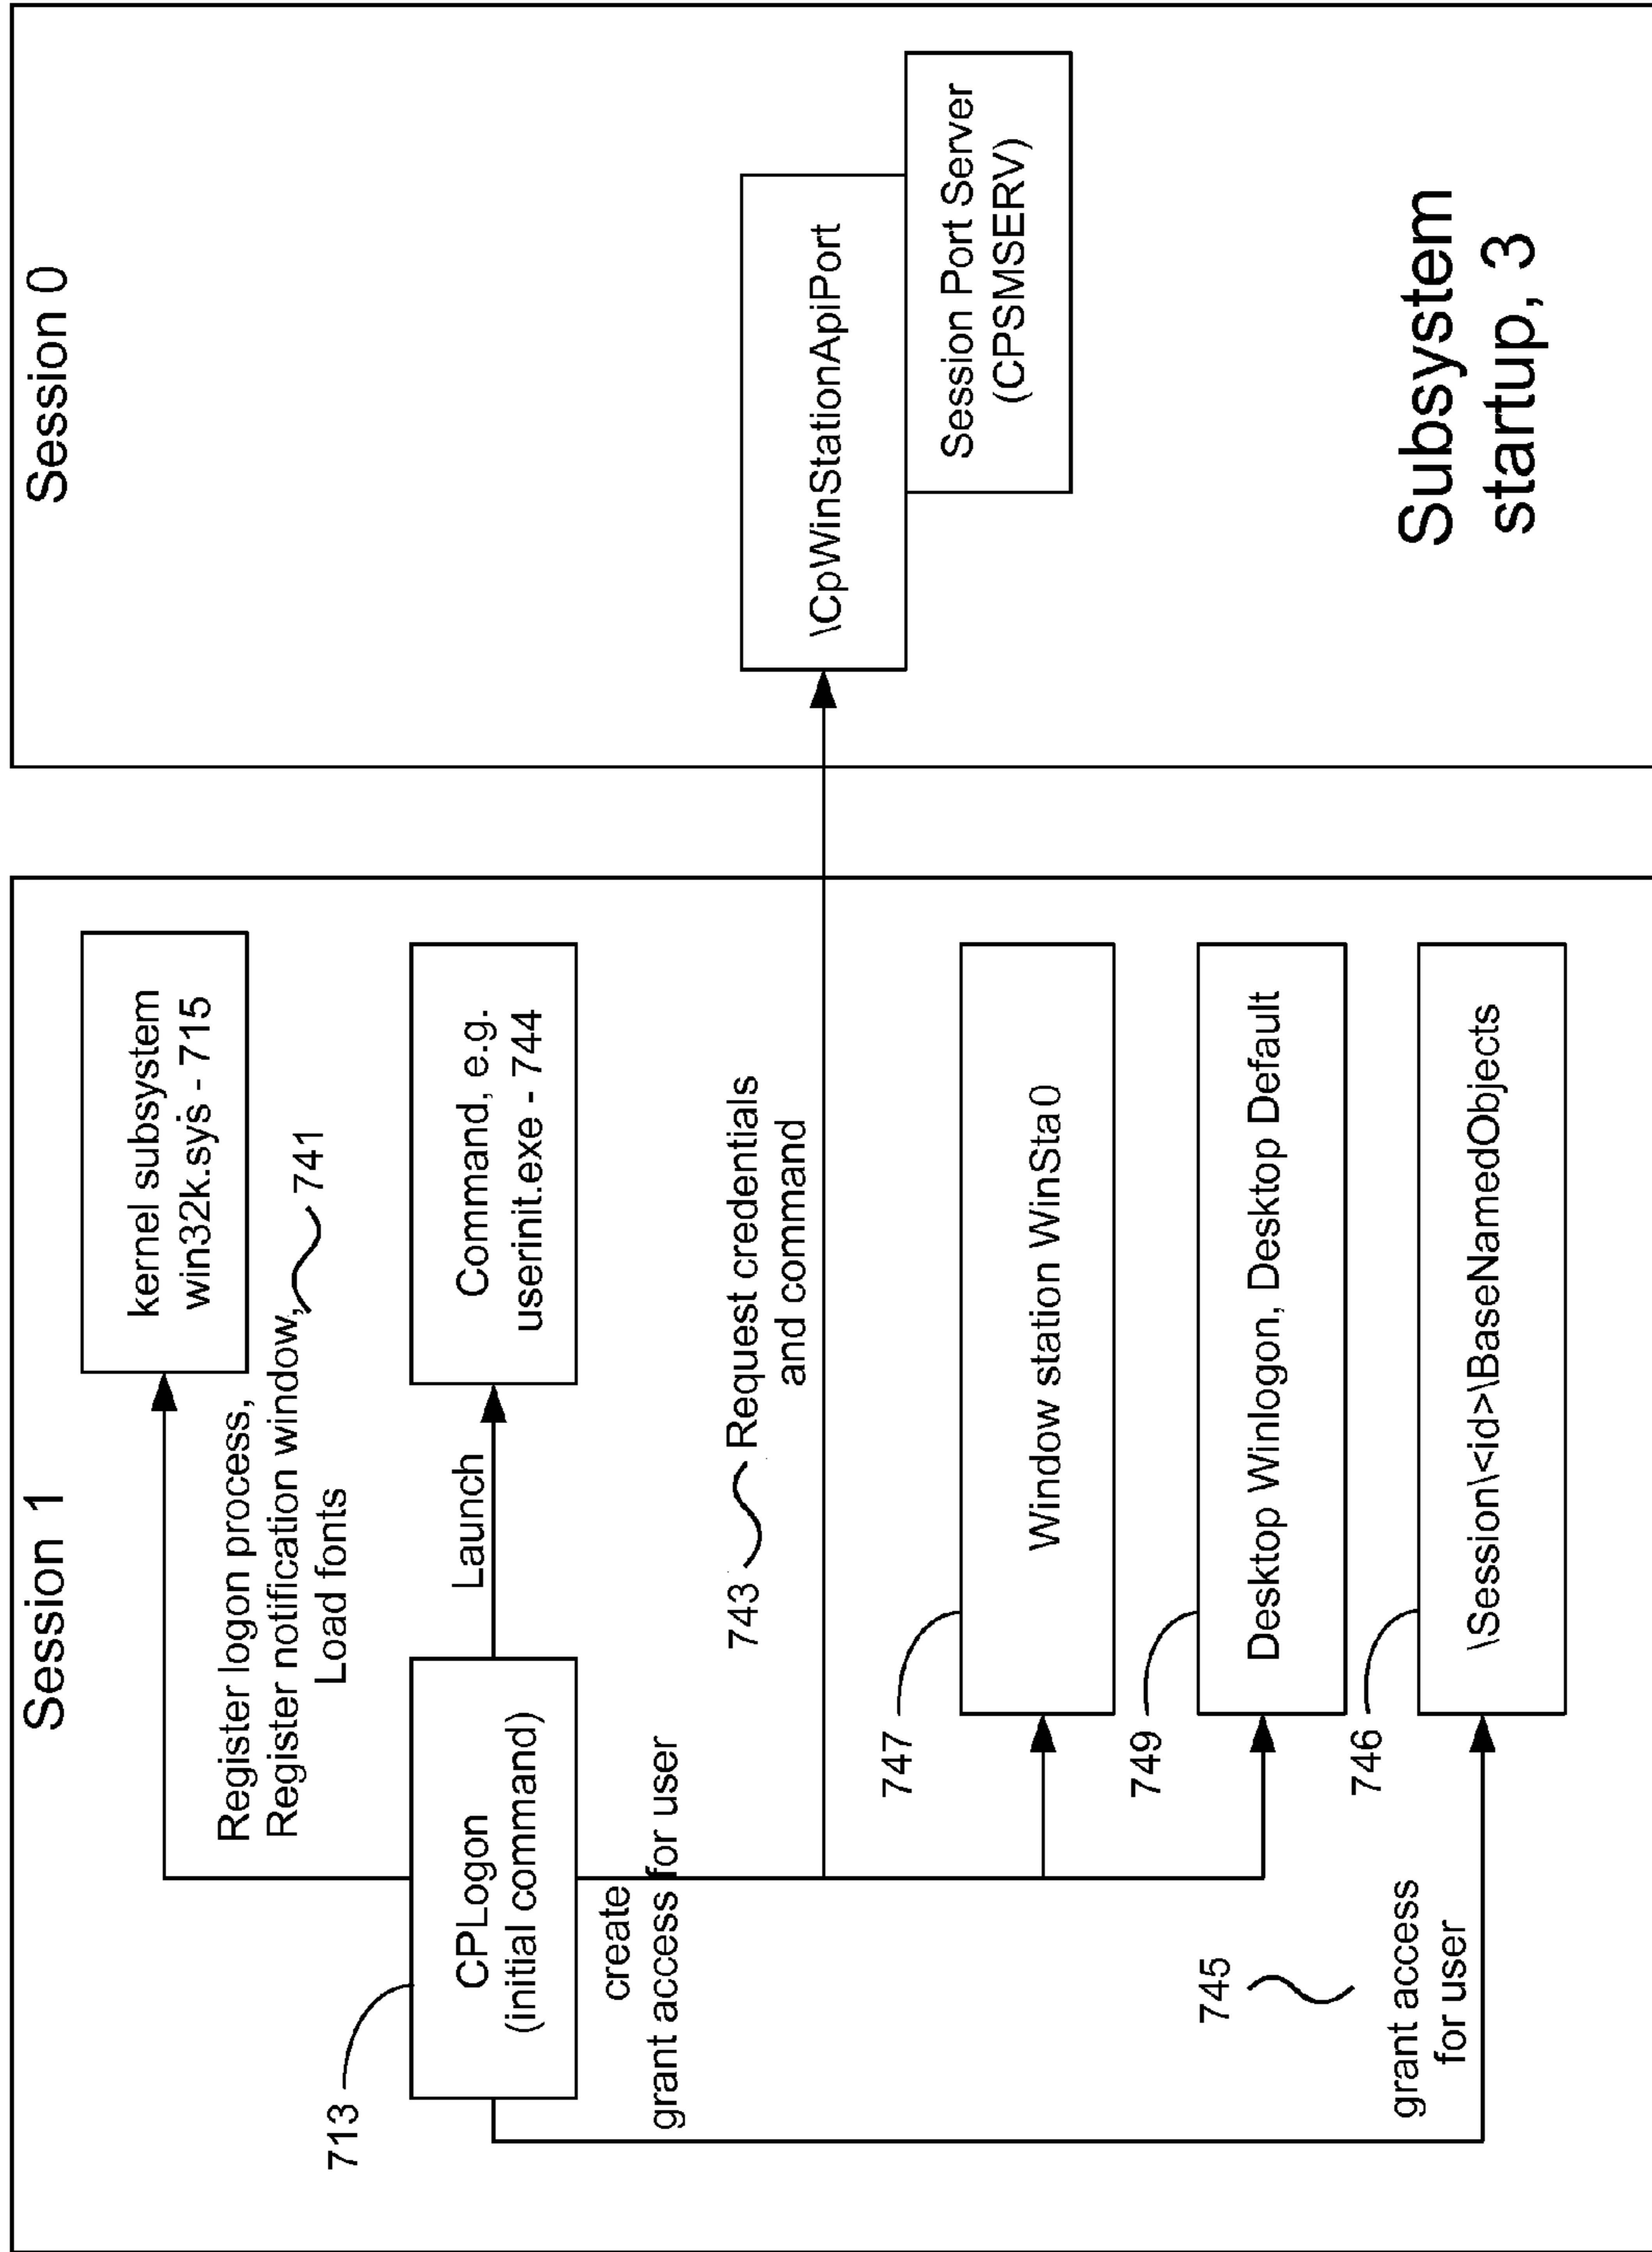 Session 1
kernel subsystem
win32k.sys - 715
Register logon process,
Register notification window,
Load fonts
741
Command, e.g.
userinit.exe - 744
Launch
713
CPLogon
(initial command)
743
Request credentials
and command
create
grant access for user
747
Window station WinSta0
749
Desktop Winlogon, Desktop Default
745
grant access
for user
746
\Session\<id>\BaseNamedObjects
Session 0
\CpWinStationApiPort
Session Port Server
(CPSMSERV)
Subsystem
startup, 3